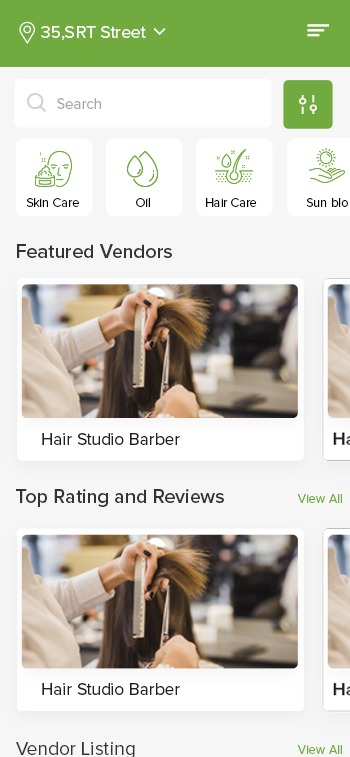 35,SRT Street
Search
Skin Care
Oil
Hair Care
Sun blo
Featured Vendors
Hair Studio Barber
Ha
Top Rating and Reviews
View All
Hair Studio Barber
Ha
Vendor Listing
View All